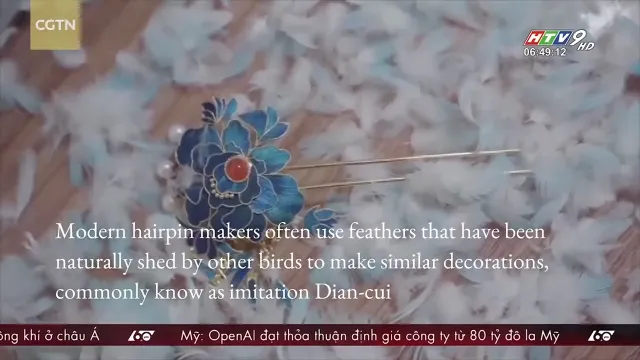 CGTN
HTV9 HD
06:49:12
Modern hairpin makers often use feathers that have been
naturally shed by other birds to make similar decorations,
commonly know as imitation Dian-cui
ông khí ở châu Á 60 Mỹ: OpenAI đạt thỏa thuận định giá công ty từ 80 tỷ đô la Mỹ 60